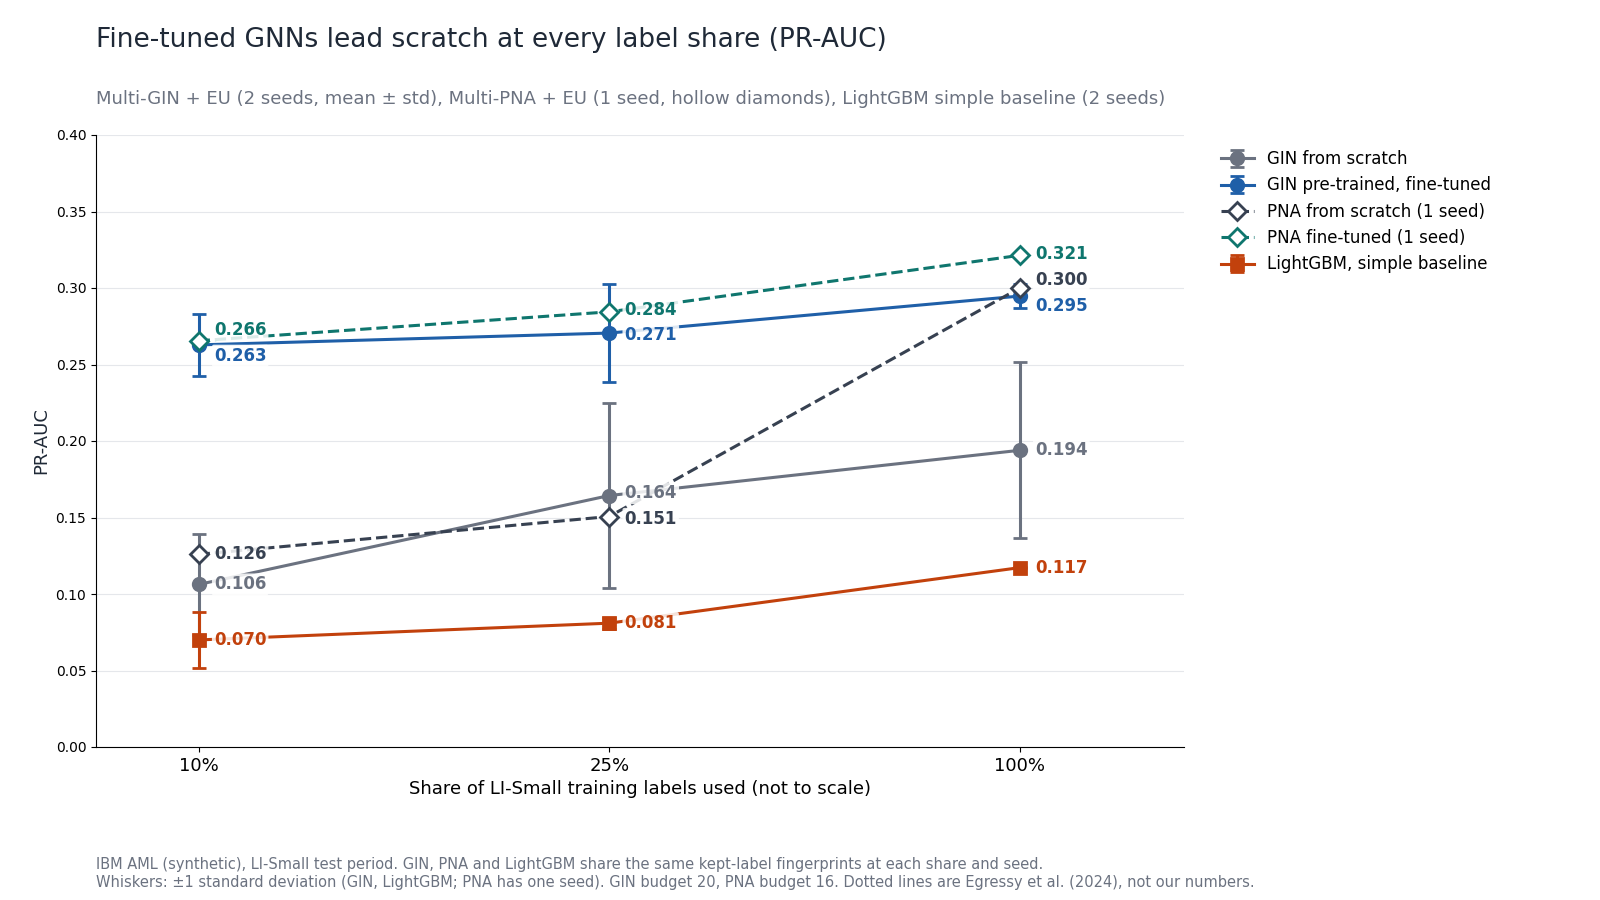 Fine-tuned GNNs lead scratch at every label share (PR-AUC)
Multi-GIN + EU (2 seeds, mean ± std), Multi-PNA + EU (1 seed, hollow diamonds), LightGBM simple baseline (2 seeds)
PR-AUC
0.40
0.35
0.30
0.25
0.20
0.15
0.10
0.05
0.00
0.266
0.263
0.126
0.106
0.070
0.284
0.271
0.164
0.151
0.081
0.321
0.300
0.295
0.194
0.117
10%
25%
100%
Share of LI-Small training labels used (not to scale)
GIN from scratch
GIN pre-trained, fine-tuned
PNA from scratch (1 seed)
PNA fine-tuned (1 seed)
LightGBM, simple baseline
IBM AML (synthetic), LI-Small test period. GIN, PNA and LightGBM share the same kept-label fingerprints at each share and seed.
Whiskers: ±1 standard deviation (GIN, LightGBM; PNA has one seed). GIN budget 20, PNA budget 16. Dotted lines are Egressy et al. (2024), not our numbers.